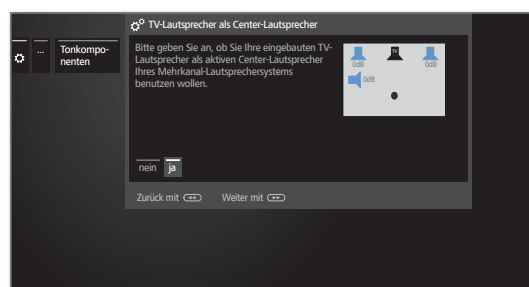 TV-Lautsprecher als Center-Lautsprecher
...
Tonkompo-
nenten
Bitte geben Sie an, ob Sie Ihre eingebauten TV-
Lautsprecher als aktiven Center-Lautsprecher
Ihres Mehrkanal-Lautsprechersystems
benutzen wollen.
TV
0dB
0dB
0dB
nein ja
Zurück mit Weiter mit